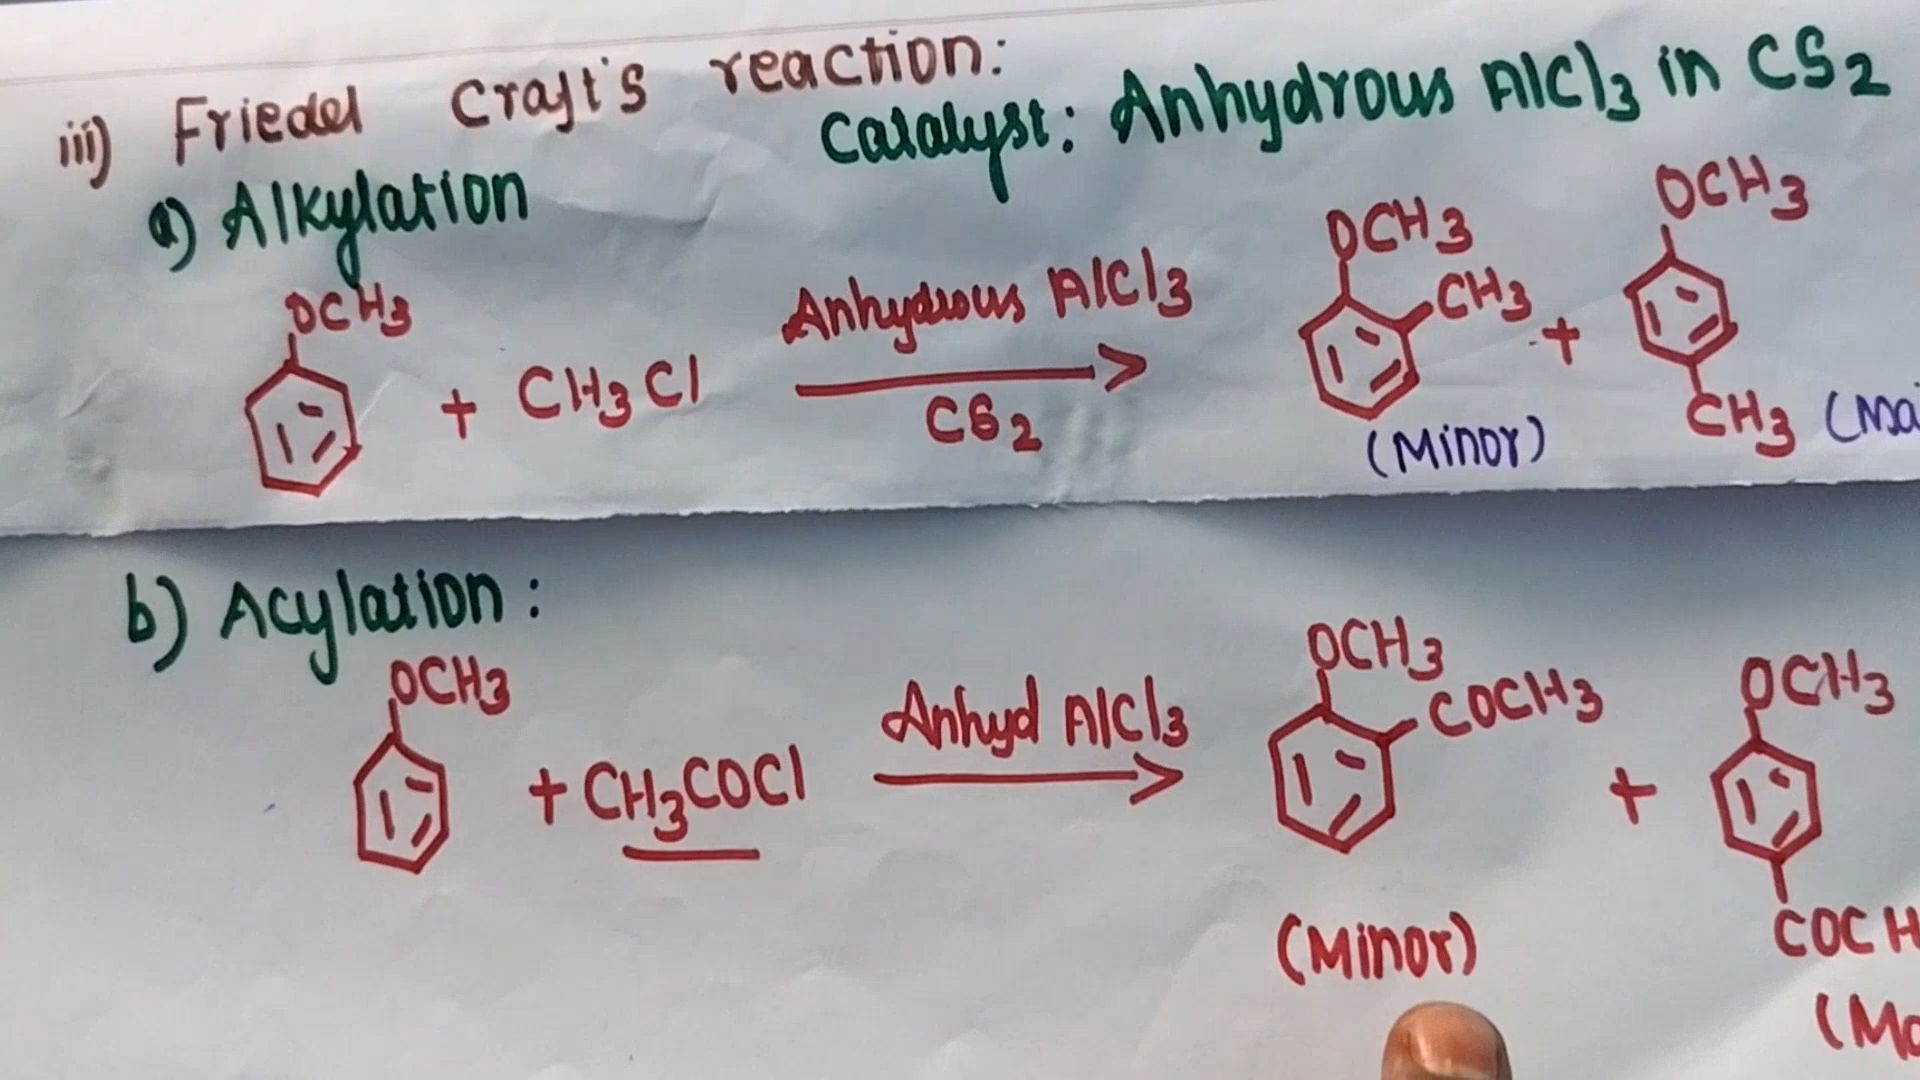 iii) Friedel Craft's reaction:
Catalyst: Anhydrous AlCl3 in CS2
a) Alkylation
OCH3
+ CH3Cl
Anhydrous AlCl3
CS2
OCH3
CH3
(Minor)
+
OCH3
CH3
b) Acylation:
OCH3
+ CH3COCl
Anhyd AlCl3
OCH3
COCH3
(Minor)
+
OCH3
COCH